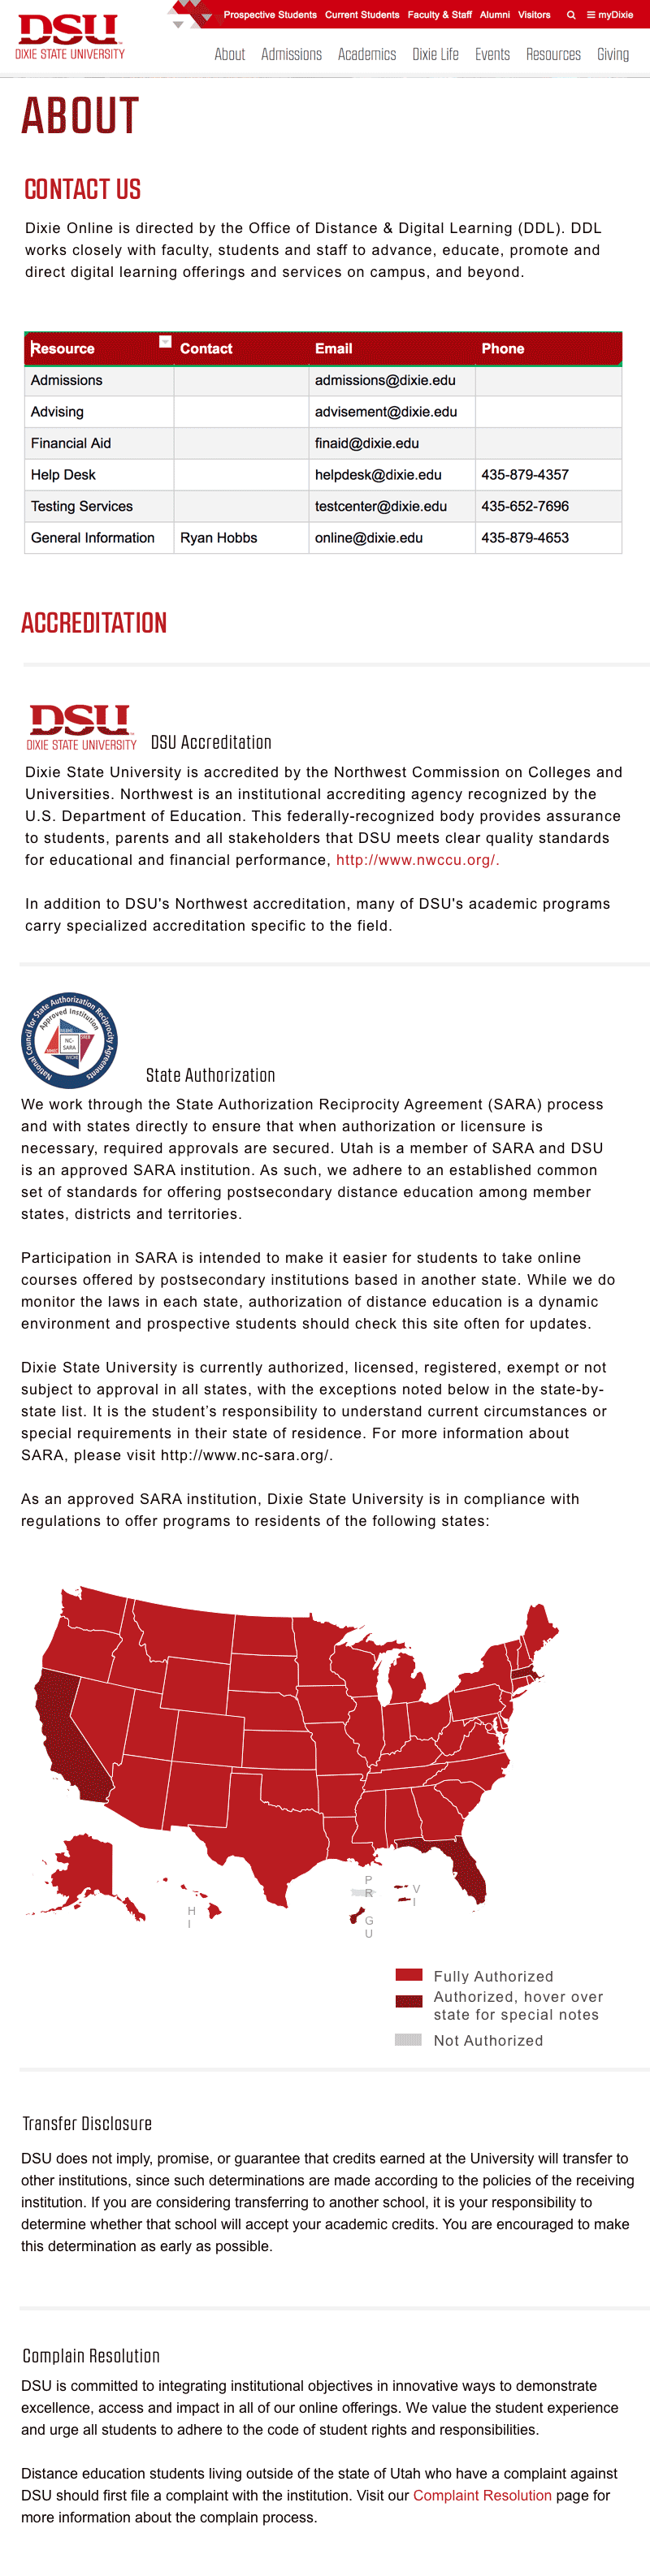 DSU
DIXIE STATE UNIVERSITY
Prospective Students Current Students Faculty & Staff Alumni Visitors myDixie
About Admissions Academics Dixie Life Events Resources Giving
ABOUT
CONTACT US
Dixie Online is directed by the Office of Distance & Digital Learning (DDL). DDL
works closely with faculty, students and staff to advance, educate, promote and
direct digital learning offerings and services on campus, and beyond.
Resource Contact Email Phone
Admissions admissions@dixie.edu
Advising advisement@dixie.edu
Financial Aid finaid@dixie.edu
Help Desk helpdesk@dixie.edu 435-879-4357
Testing Services testcenter@dixie.edu 435-652-7696
General Information Ryan Hobbs online@dixie.edu 435-879-4653
ACCREDITATION
DSU
DIXIE STATE UNIVERSITY
DSU Accreditation
Dixie State University is accredited by the Northwest Commission on Colleges and
Universities. Northwest is an institutional accrediting agency recognized by the
U.S. Department of Education. This federally-recognized body provides assurance
to students, parents and all stakeholders that DSU meets clear quality standards
for educational and financial performance, http://www.nwccu.org/.
In addition to DSU's Northwest accreditation, many of DSU's academic programs
carry specialized accreditation specific to the field.
National Council for State Authorization Reciprocity Agreements
Approved Institution
NC-
SARA
State Authorization
We work through the State Authorization Reciprocity Agreement (SARA) process
and with states directly to ensure that when authorization or licensure is
necessary, required approvals are secured. Utah is a member of SARA and DSU
is an approved SARA institution. As such, we adhere to an established common
set of standards for offering postsecondary distance education among member
states, districts and territories.
Participation in SARA is intended to make it easier for students to take online
courses offered by postsecondary institutions based in another state. While we do
monitor the laws in each state, authorization of distance education is a dynamic
environment and prospective students should check this site often for updates.
Dixie State University is currently authorized, licensed, registered, exempt or not
subject to approval in all states, with the exceptions noted below in the state-by-
state list. It is the student's responsibility to understand current circumstances or
special requirements in their state of residence. For more information about
SARA, please visit http://www.nc-sara.org/.
As an approved SARA institution, Dixie State University is in compliance with
regulations to offer programs to residents of the following states:
HI
PR
VI
GU
Fully Authorized
Authorized, hover over
state for special notes
Not Authorized
Transfer Disclosure
DSU does not imply, promise, or guarantee that credits earned at the University will transfer to
other institutions, since such determinations are made according to the policies of the receiving
institution. If you are considering transferring to another school, it is your responsibility to
determine whether that school will accept your academic credits. You are encouraged to make
this determination as early as possible.
Complain Resolution
DSU is committed to integrating institutional objectives in innovative ways to demonstrate
excellence, access and impact in all of our online offerings. We value the student experience
and urge all students to adhere to the code of student rights and responsibilities.
Distance education students living outside of the state of Utah who have a complaint against
DSU should first file a complaint with the institution. Visit our Complaint Resolution page for
more information about the complain process.